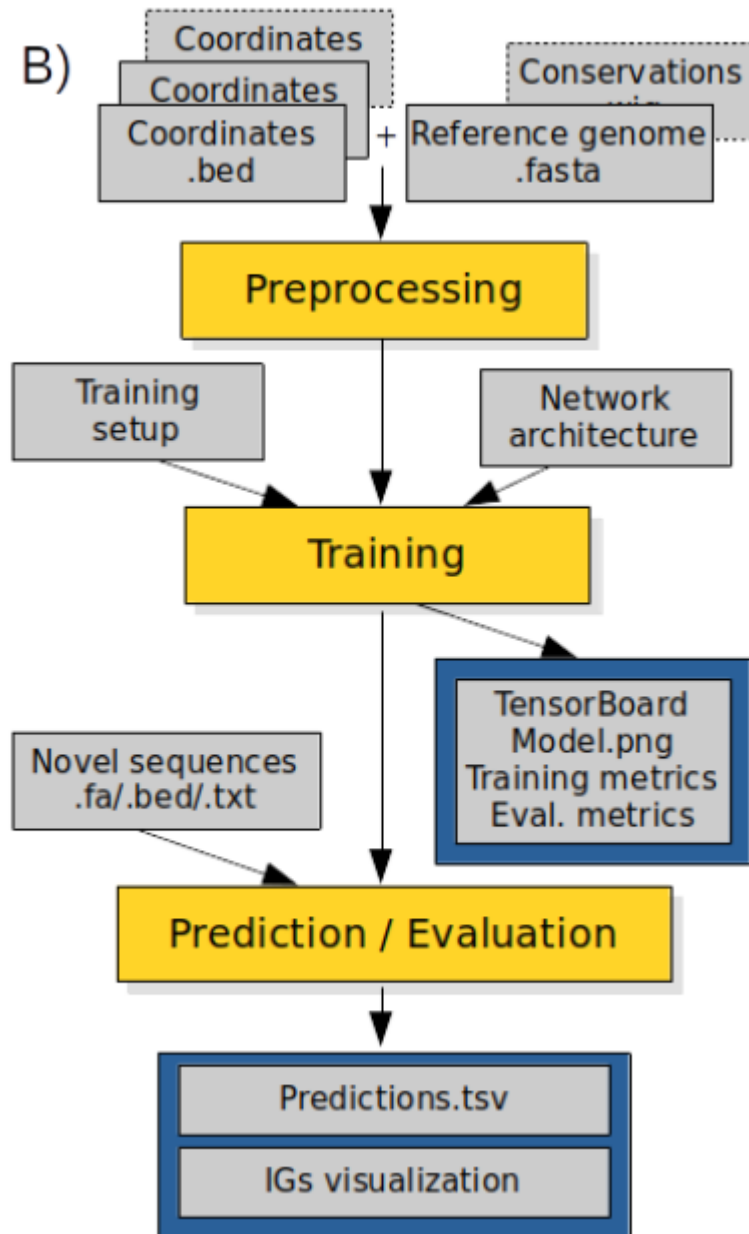 B)
Coordinates
Coordinates
Coordinates
.bed
+
Conservations
Reference genome
.fasta
Preprocessing
Training
setup
Network
architecture
Training
TensorBoard
Model.png
Training metrics
Eval. metrics
Novel sequences
.fa/.bed/.txt
Prediction / Evaluation
Predictions.tsv
IGs visualization